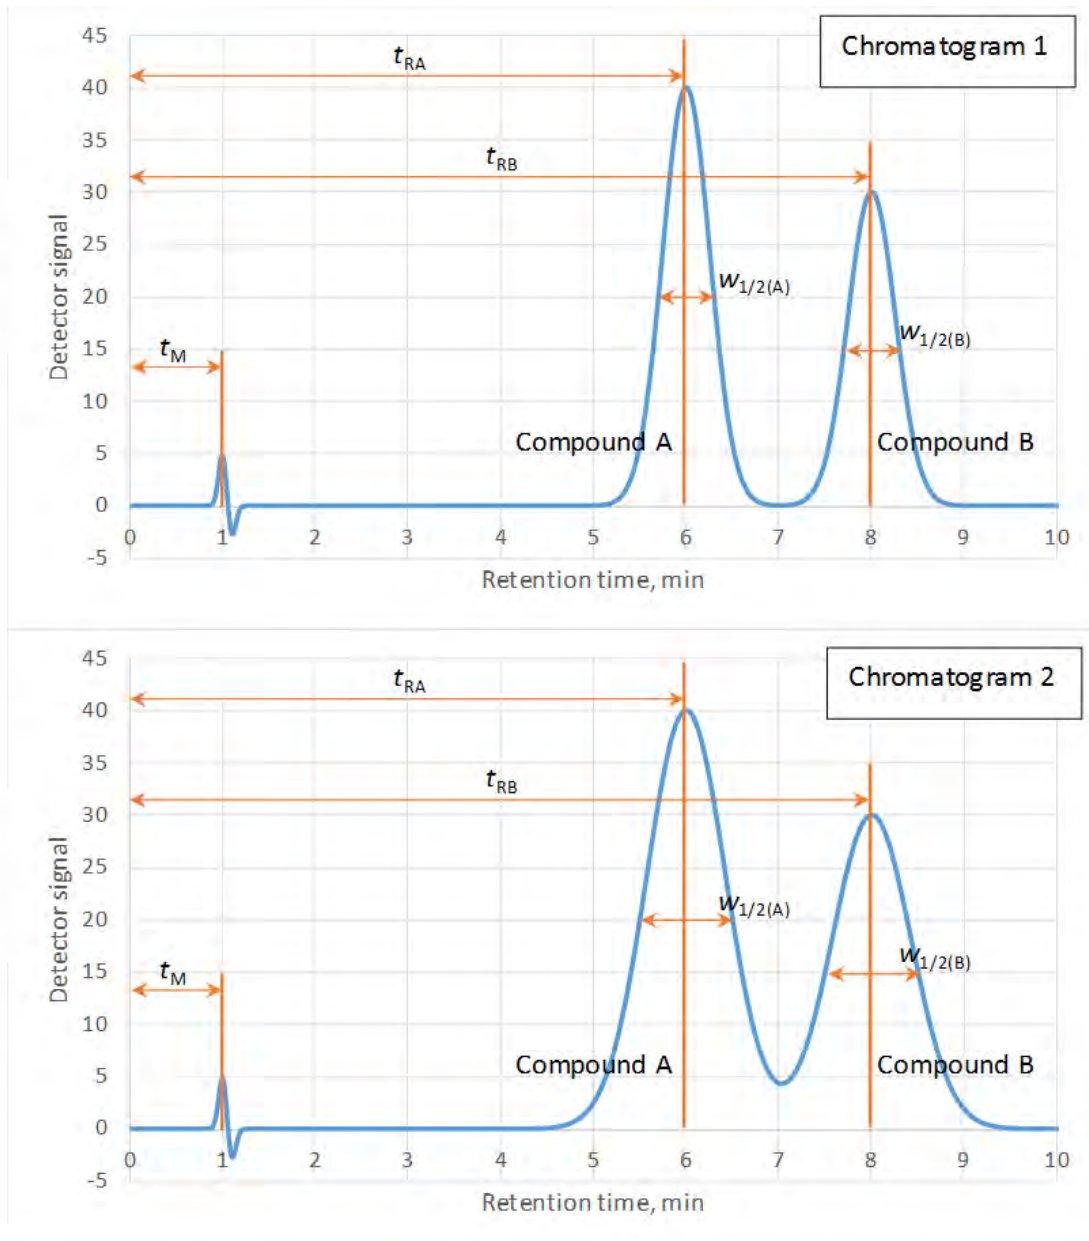 Chromatogram 1
45
40
35
30
25
20
15
10
5
0
-5
Detector signal
tRA
tRB
tM
w1/2(A)
w1/2(B)
Compound A
Compound B
0 1 2 3 4 5 6 7 8 9 10
Retention time, min
Chromatogram 2
45
40
35
30
25
20
15
10
5
0
-5
Detector signal
tRA
tRB
tM
w1/2(A)
w1/2(B)
Compound A
Compound B
0 1 2 3 4 5 6 7 8 9 10
Retention time, min